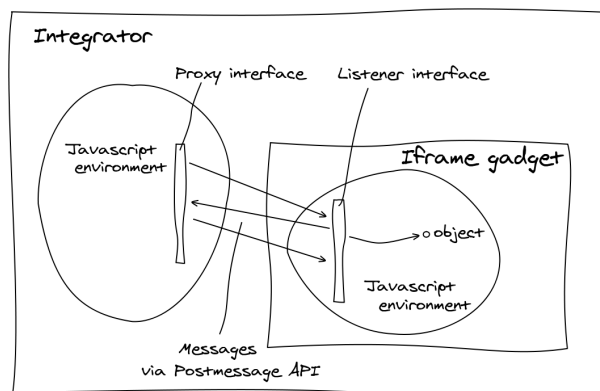 Integrator
Proxy interface
Listener interface
Javascript
environment
Iframe gadget
object
Javascript
environment
Messages
via Postmessage API